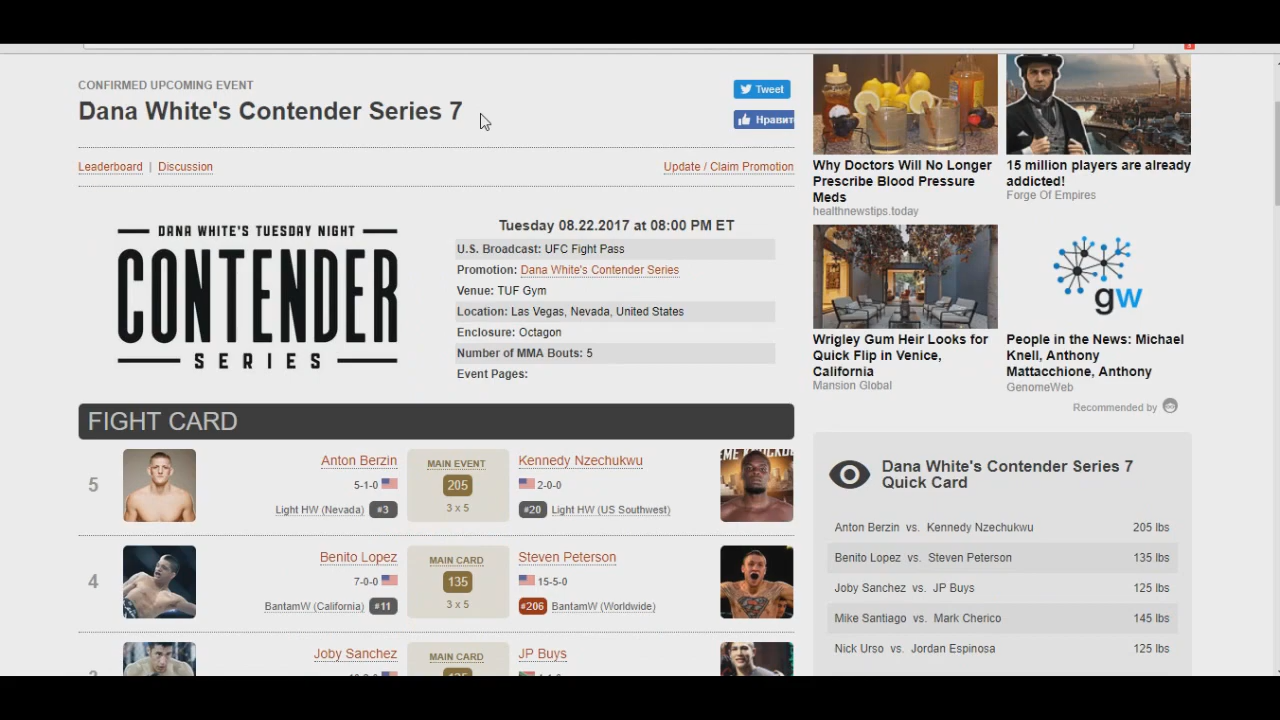 CONFIRMED UPCOMING EVENT
Dana White's Contender Series 7
Tweet
Нравит
Leaderboard | Discussion
Update / Claim Promotion
DANA WHITE'S TUESDAY NIGHT
CONTENDER
SERIES
Tuesday 08.22.2017 at 08:00 PM ET
U.S. Broadcast: UFC Fight Pass
Promotion: Dana White's Contender Series
Venue: TUF Gym
Location: Las Vegas, Nevada, United States
Enclosure: Octagon
Number of MMA Bouts: 5
Event Pages:
FIGHT CARD
5
Anton Berzin
5-1-0
Light HW (Nevada) #3
MAIN EVENT
205
3 x 5
Kennedy Nzechukwu
2-0-0
#20 Light HW (US Southwest)
4
Benito Lopez
7-0-0
BantamW (California) #11
MAIN CARD
135
3 x 5
Steven Peterson
15-5-0
#206 BantamW (Worldwide)
Joby Sanchez
MAIN CARD
JP Buys
Why Doctors Will No Longer
Prescribe Blood Pressure
Meds
healthnewstips.today
15 million players are already
addicted!
Forge Of Empires
Wrigley Gum Heir Looks for
Quick Flip in Venice,
California
Mansion Global
gw
People in the News: Michael
Knell, Anthony
Mattacchione, Anthony
GenomeWeb
Recommended by
Dana White's Contender Series 7
Quick Card
Anton Berzin vs. Kennedy Nzechukwu 205 lbs
Benito Lopez vs. Steven Peterson 135 lbs
Joby Sanchez vs. JP Buys 125 lbs
Mike Santiago vs. Mark Cherico 145 lbs
Nick Urso vs. Jordan Espinosa 125 lbs